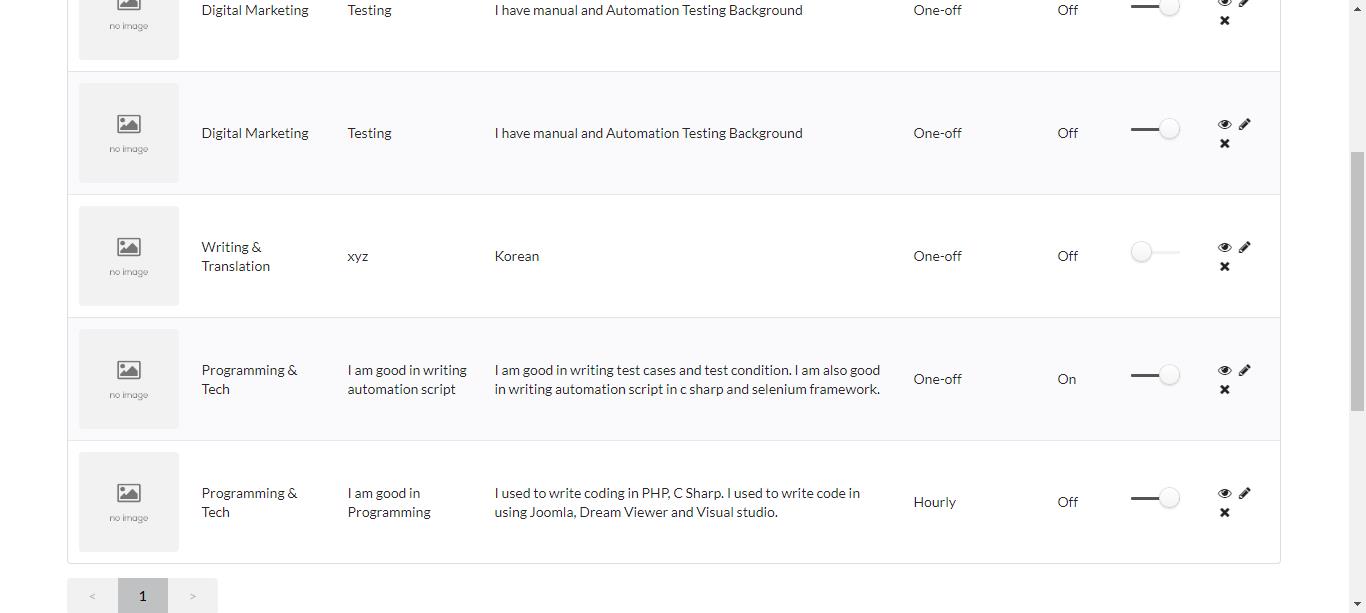 Digital Marketing Testing I have manual and Automation Testing Background One-off Off
no image
Digital Marketing Testing I have manual and Automation Testing Background One-off Off
no image
Writing &
Translation
xyz Korean One-off Off
no image
Programming &
Tech
I am good in writing
automation script
I am good in writing test cases and test condition. I am also good
in writing automation script in c sharp and selenium framework.
One-off On
no image
Programming &
Tech
I am good in
Programming
I used to write coding in PHP, C Sharp. I used to write code in
using Joomla, Dream Viewer and Visual studio.
Hourly Off
no image
< 1 >